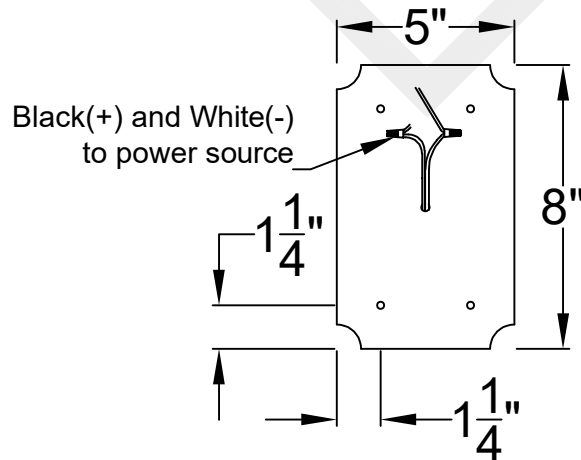 5"
Black(+) and White(-)
to power source
8"
1 1/4"
1 1/4"